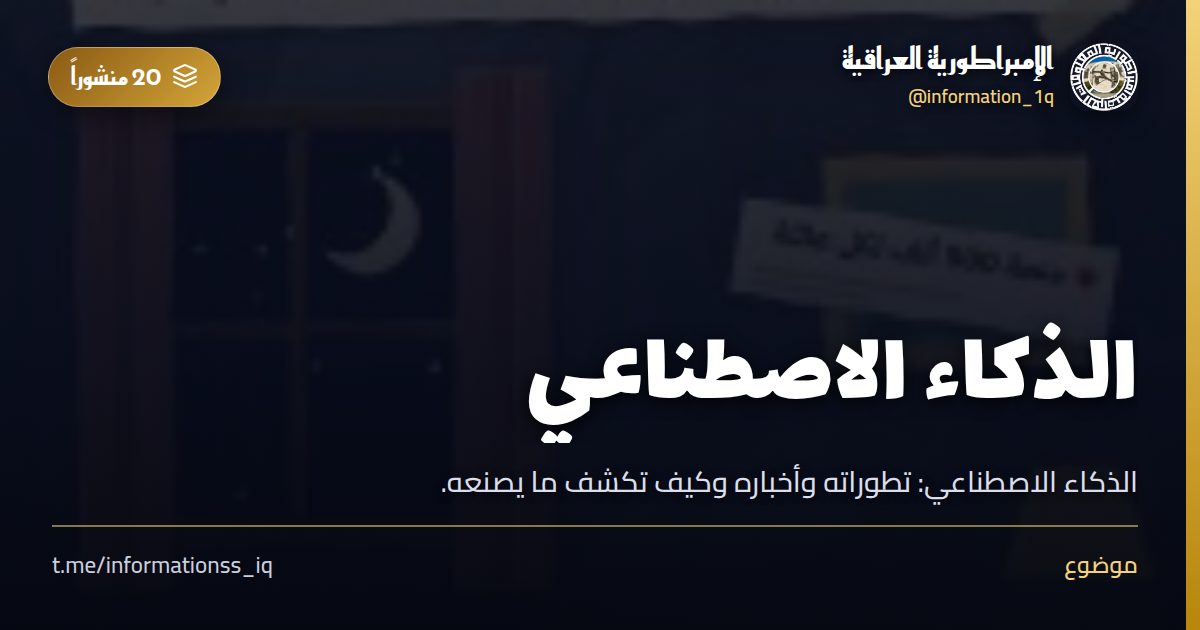 الإمبراطورية العراقية
@information_1q
20 منشوراً
الذكاء الاصطناعي
الذكاء الاصطناعي: تطوراته وأخباره وكيف تكشف ما يصنعه.
موضوع
t.me/informationss_iq